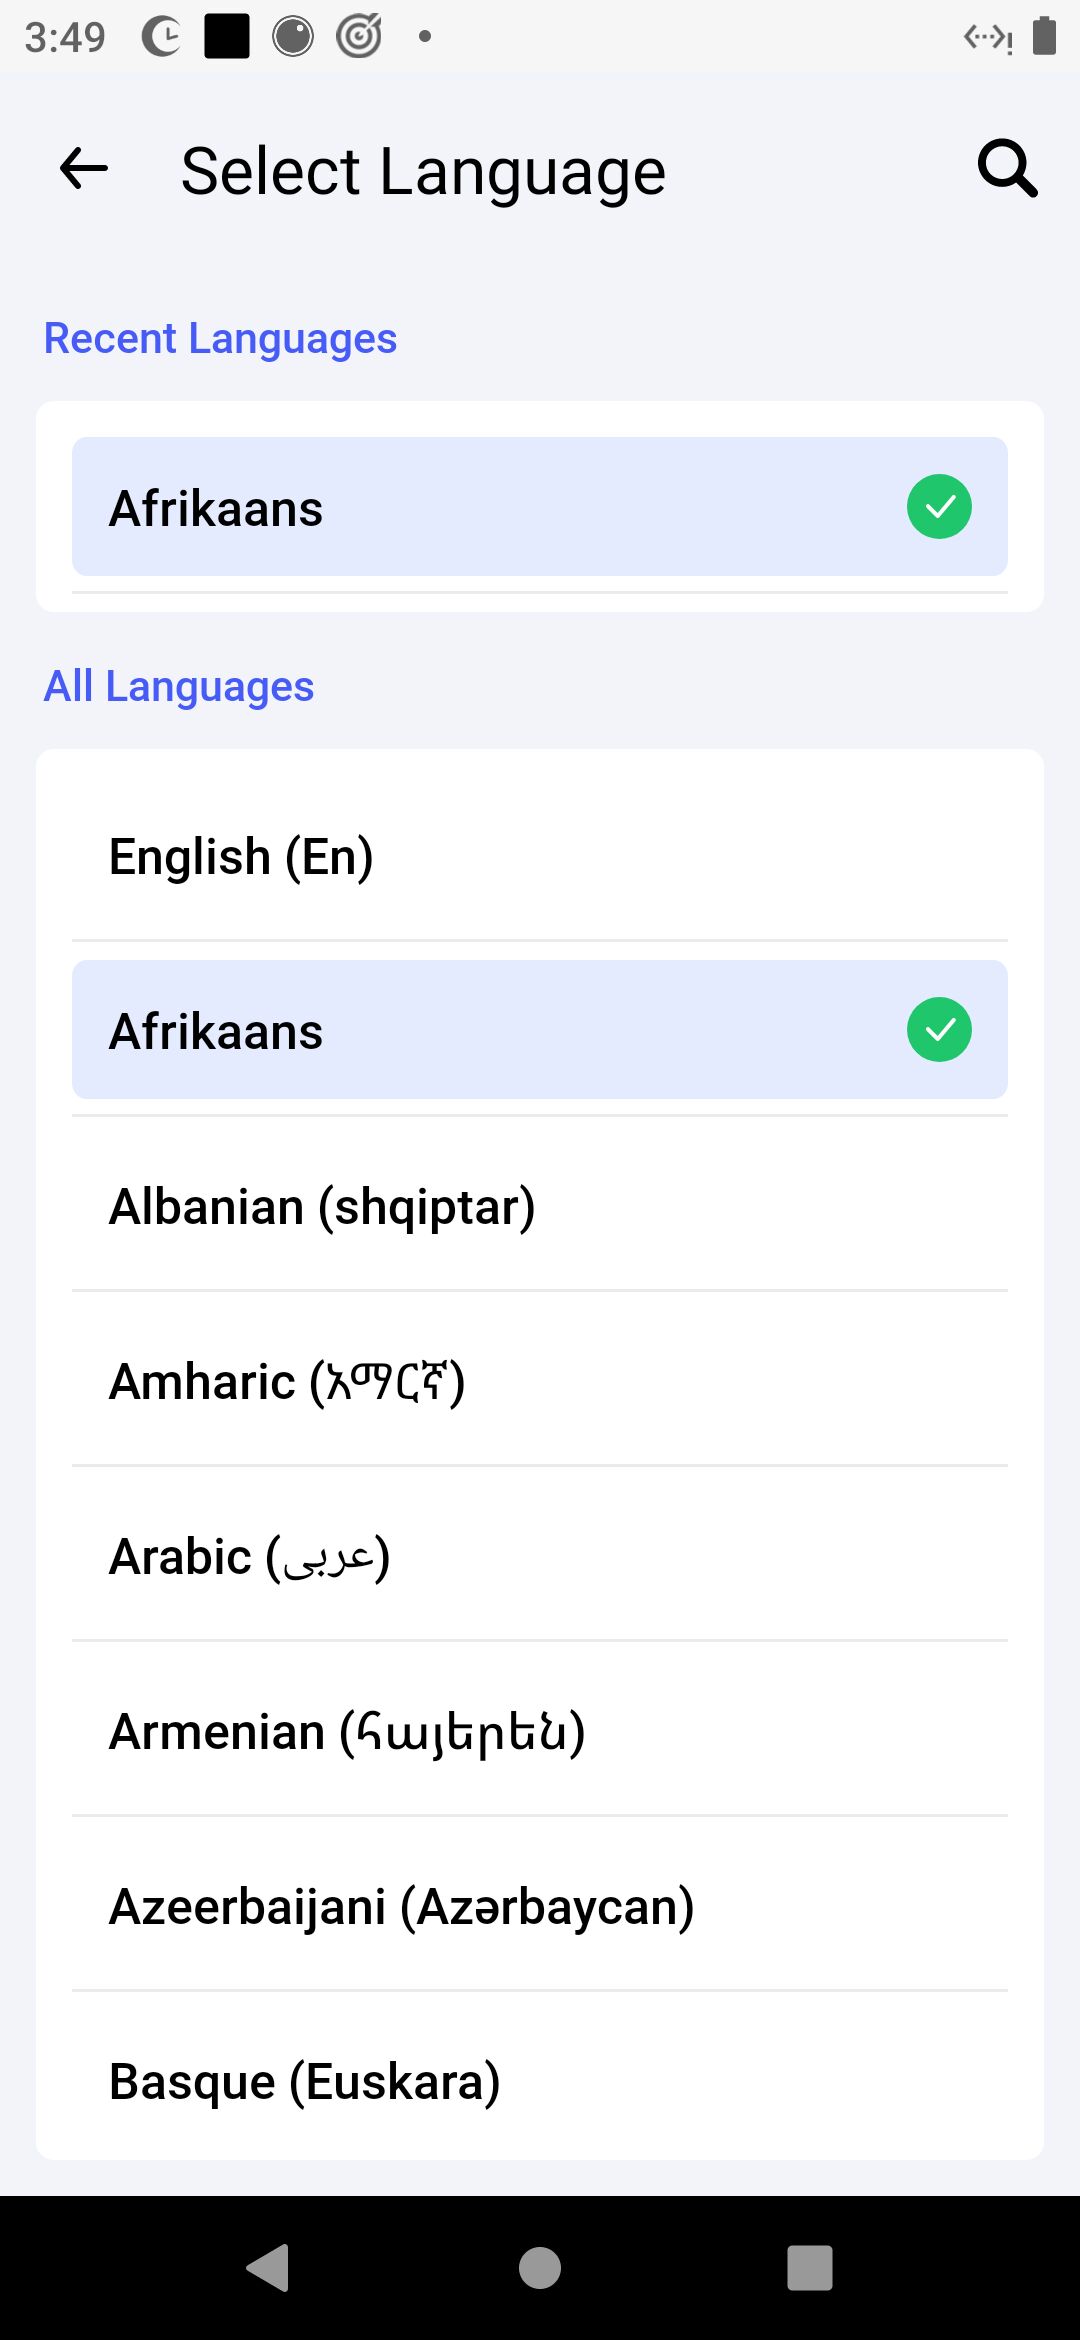 3:49
Select Language
Recent Languages
Afrikaans
All Languages
English (En)
Afrikaans
Albanian (shqiptar)
Amharic (አማርኛ)
Arabic (عربی)
Armenian (հայերեն)
Azeerbaijani (Azərbaycan)
Basque (Euskara)